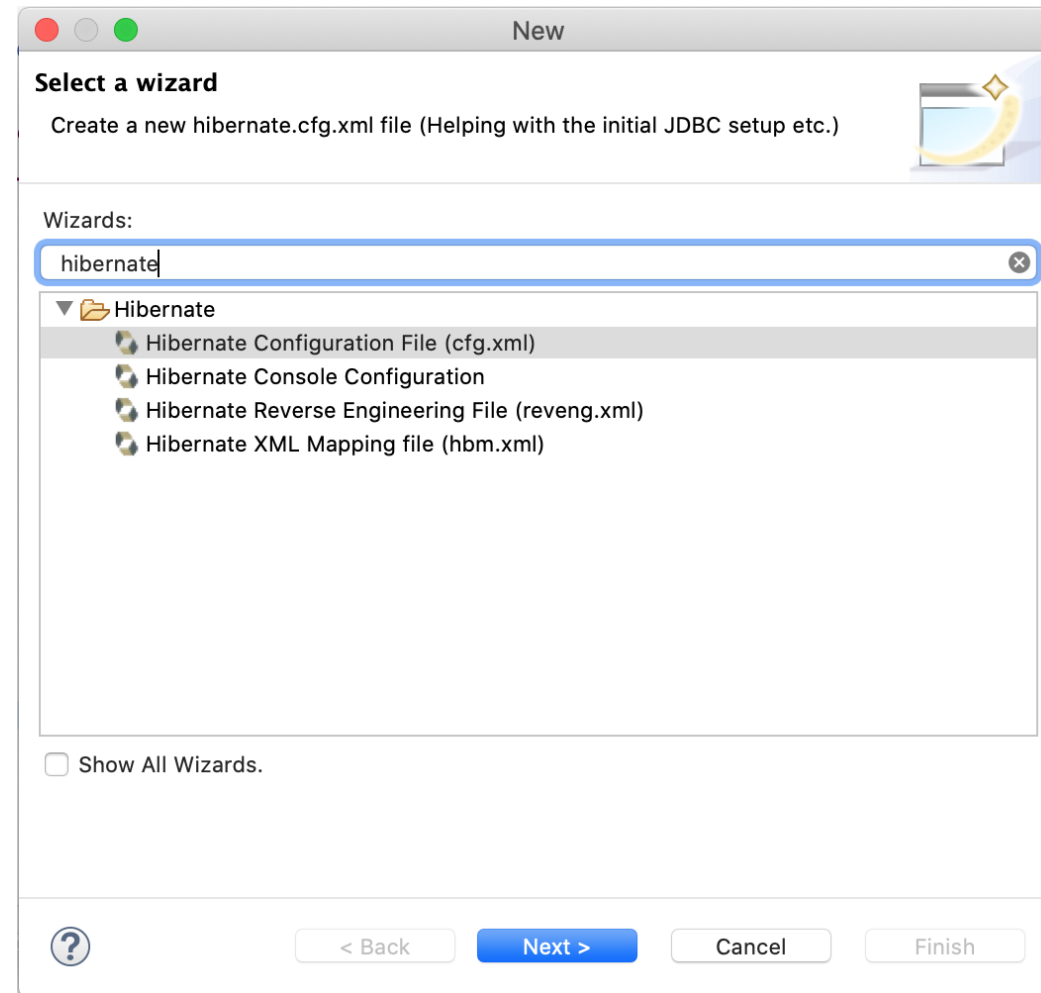 New
Select a wizard
Create a new hibernate.cfg.xml file (Helping with the initial JDBC setup etc.)
Wizards:
hibernate
Hibernate
Hibernate Configuration File (cfg.xml)
Hibernate Console Configuration
Hibernate Reverse Engineering File (reveng.xml)
Hibernate XML Mapping file (hbm.xml)
Show All Wizards.
? < Back Next > Cancel Finish